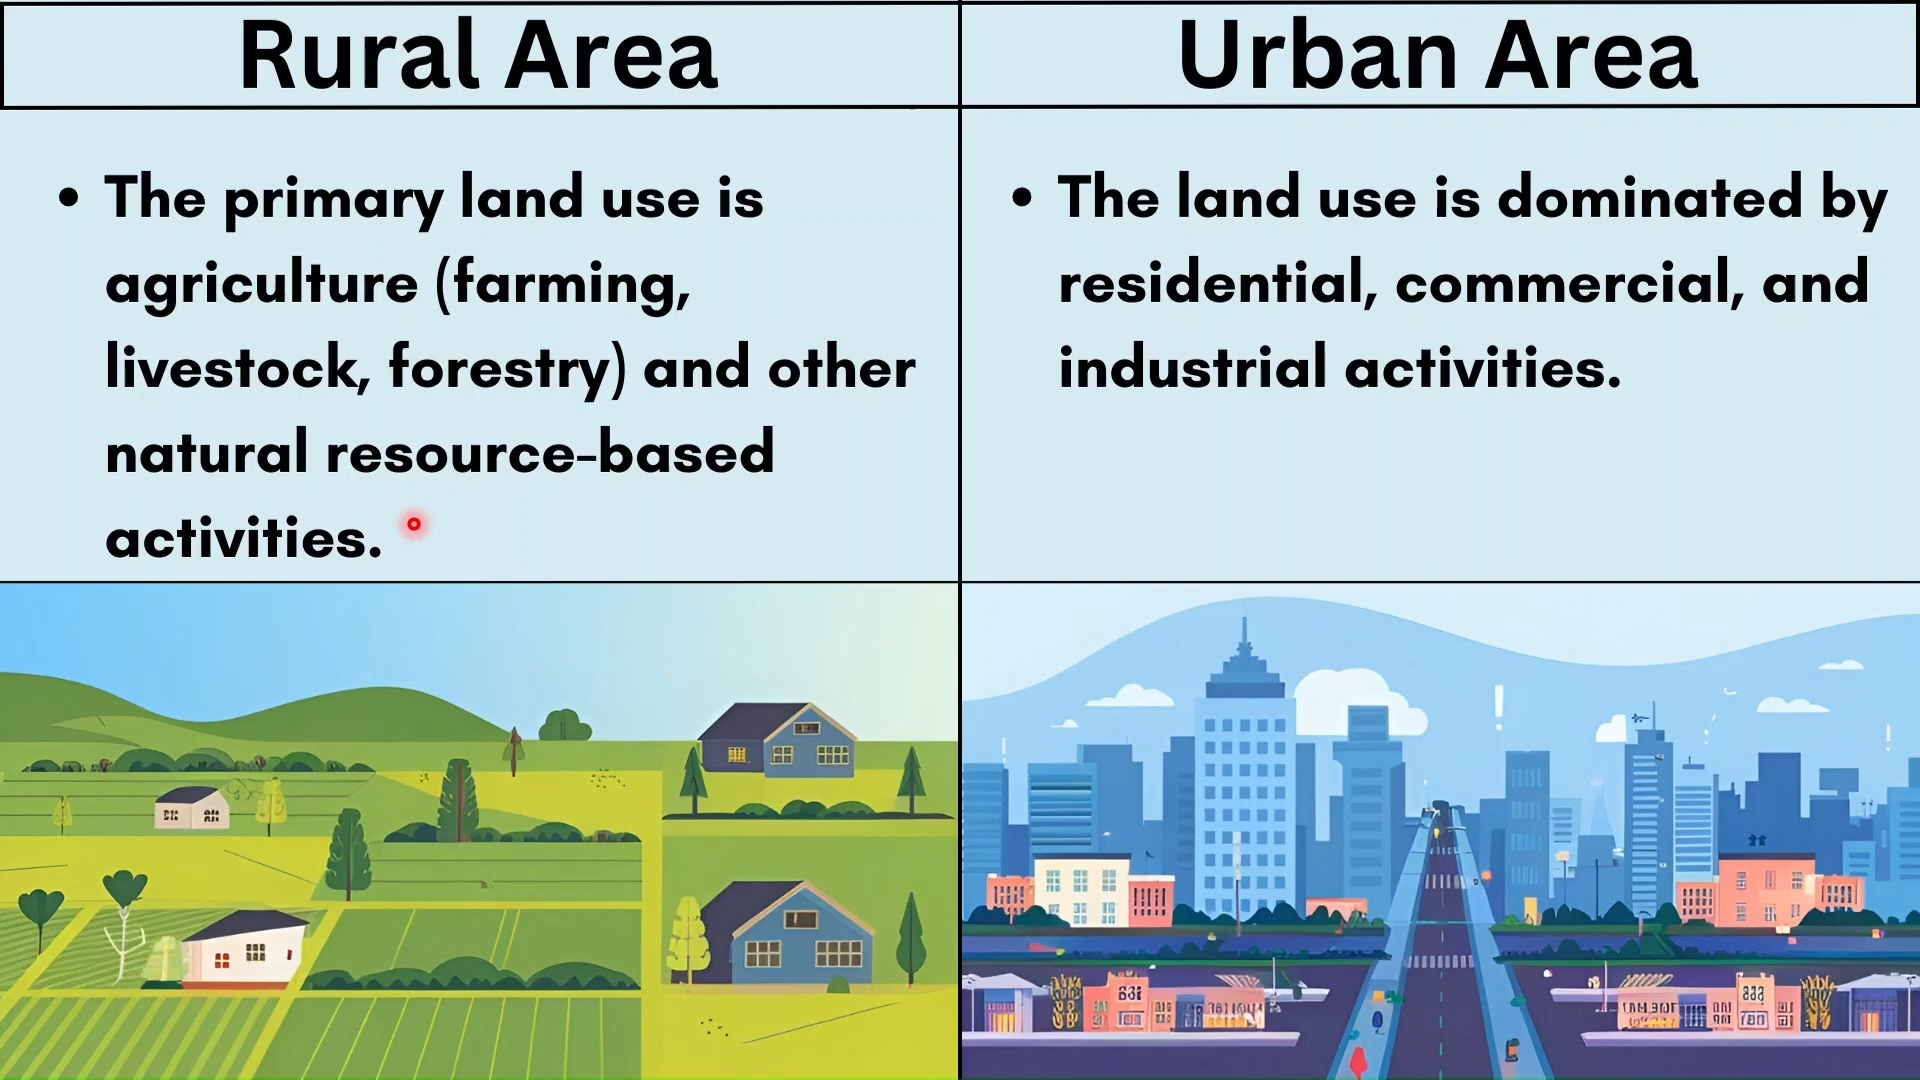 Rural Area
• The primary land use is
agriculture (farming,
livestock, forestry) and other
natural resource-based
activities.
Urban Area
• The land use is dominated by
residential, commercial, and
industrial activities.